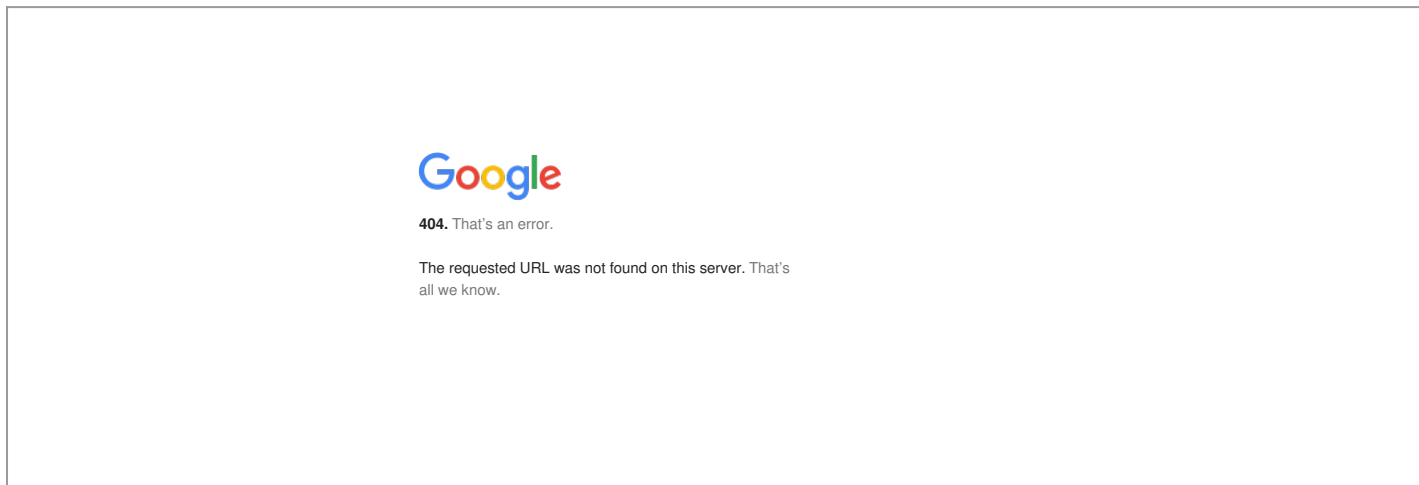 Google
404. That’s an error.
The requested URL was not found on this server. That’s
all we know.